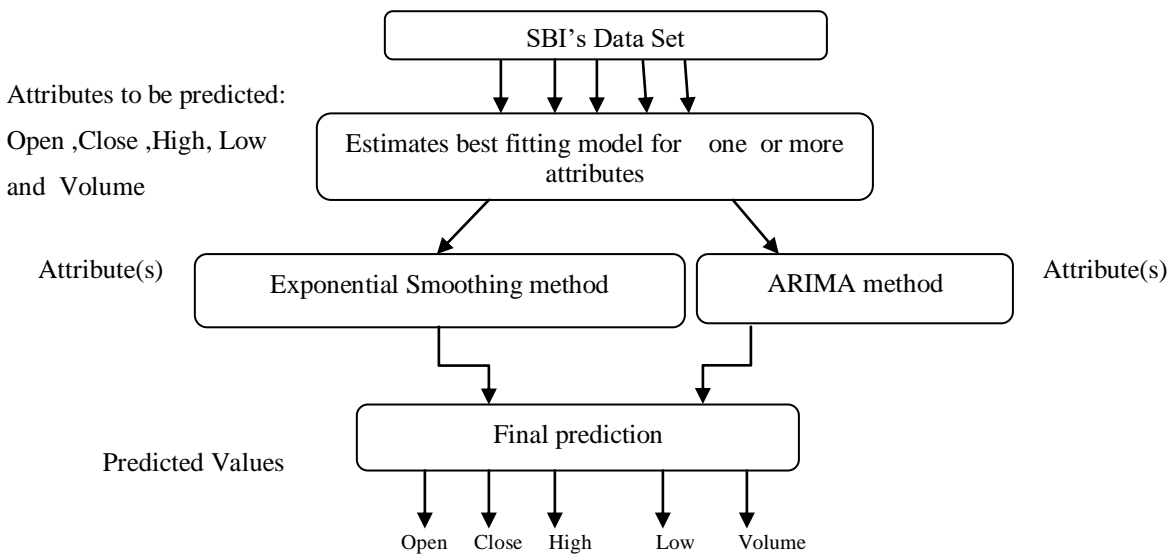 SBI's Data Set
Attributes to be predicted:
Open ,Close ,High, Low
and Volume
Estimates best fitting model for one or more
attributes
Attribute(s)
Exponential Smoothing method
ARIMA method
Attribute(s)
Final prediction
Predicted Values
Open Close High Low Volume